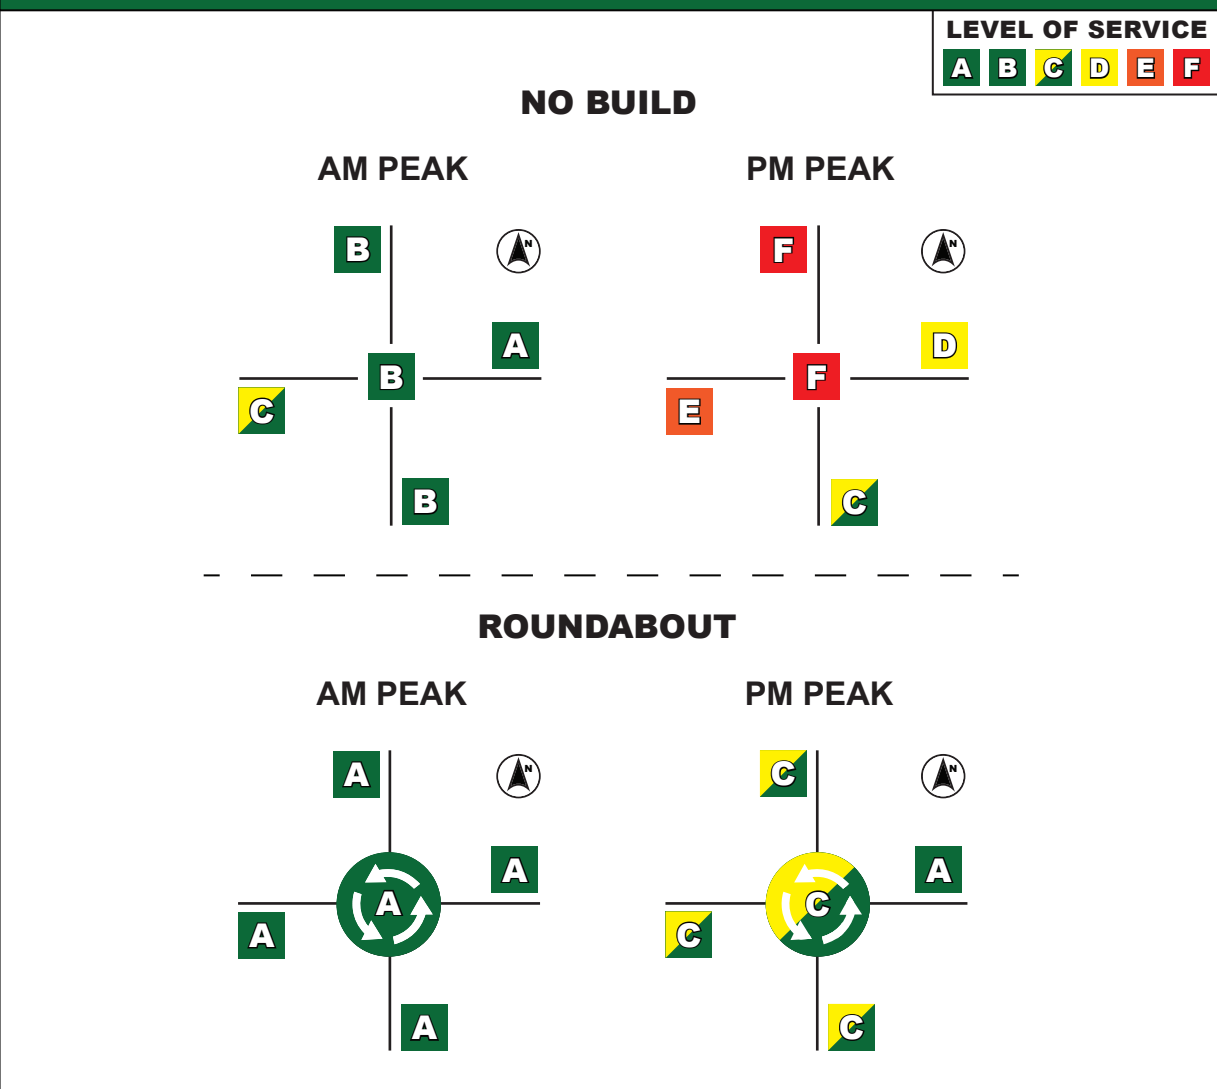 LEVEL OF SERVICE
A B C D E F
NO BUILD
AM PEAK
B
N
A
B
C
B
PM PEAK
F
N
D
F
E
C
ROUNDABOUT
AM PEAK
A
N
A
A
A
A
PM PEAK
C
N
A
C
C
C